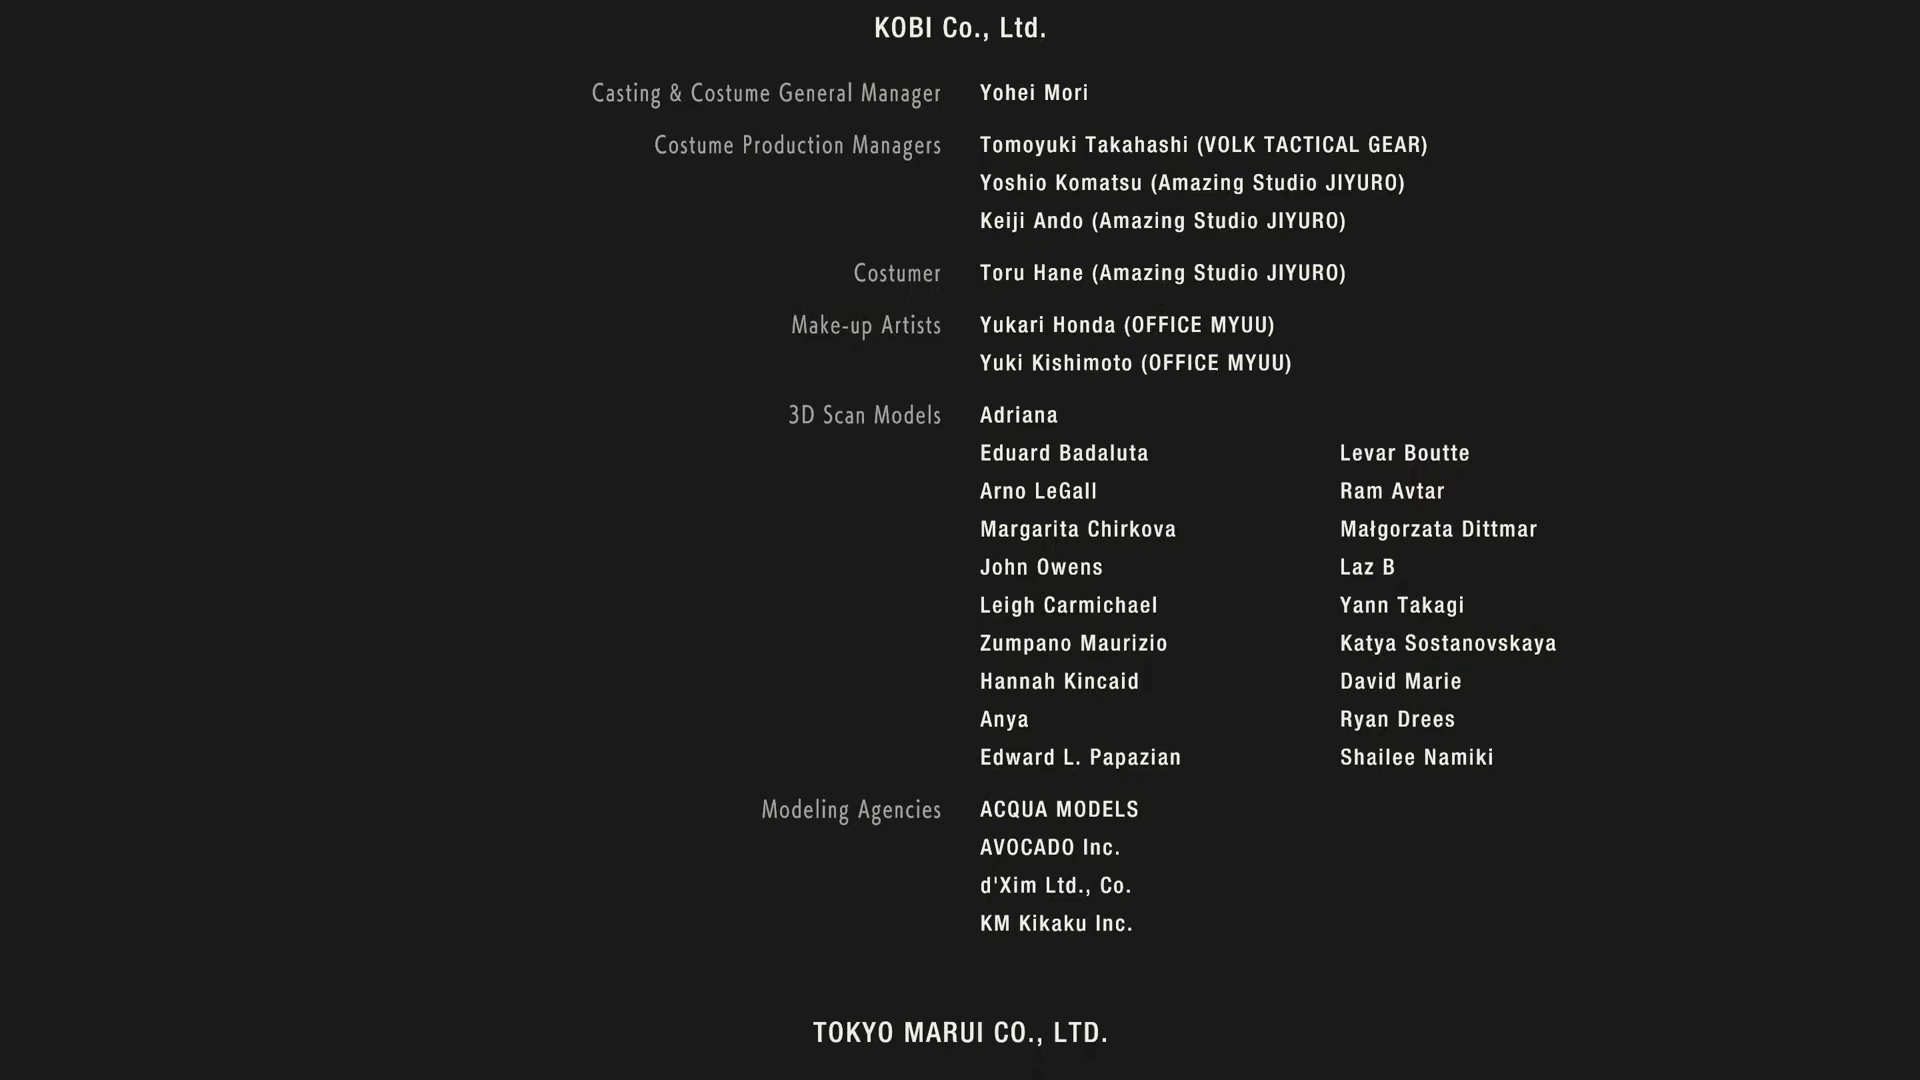 KOBI Co., Ltd.
Casting & Costume General Manager Yohei Mori
Costume Production Managers Tomoyuki Takahashi (VOLK TACTICAL GEAR)
Yoshio Komatsu (Amazing Studio JIYURO)
Keiji Ando (Amazing Studio JIYURO)
Costumer Toru Hane (Amazing Studio JIYURO)
Make-up Artists Yukari Honda (OFFICE MYUU)
Yuki Kishimoto (OFFICE MYUU)
3D Scan Models Adriana
Eduard Badaluta Levar Boutte
Arno LeGall Ram Avtar
Margarita Chirkova Małgorzata Dittmar
John Owens Laz B
Leigh Carmichael Yann Takagi
Zumpano Maurizio Katya Sostanovskaya
Hannah Kincaid David Marie
Anya Ryan Drees
Edward L. Papazian Shailee Namiki
Modeling Agencies ACQUA MODELS
AVOCADO Inc.
d'Xim Ltd., Co.
KM Kikaku Inc.
TOKYO MARUI CO., LTD.